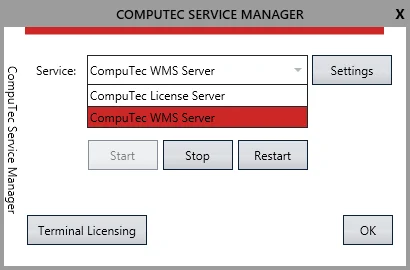 COMPUTEC SERVICE MANAGER X
CompuTec Service Manager
Service: CompuTec WMS Server Settings
CompuTec License Server
CompuTec WMS Server
Start Stop Restart
Terminal Licensing OK